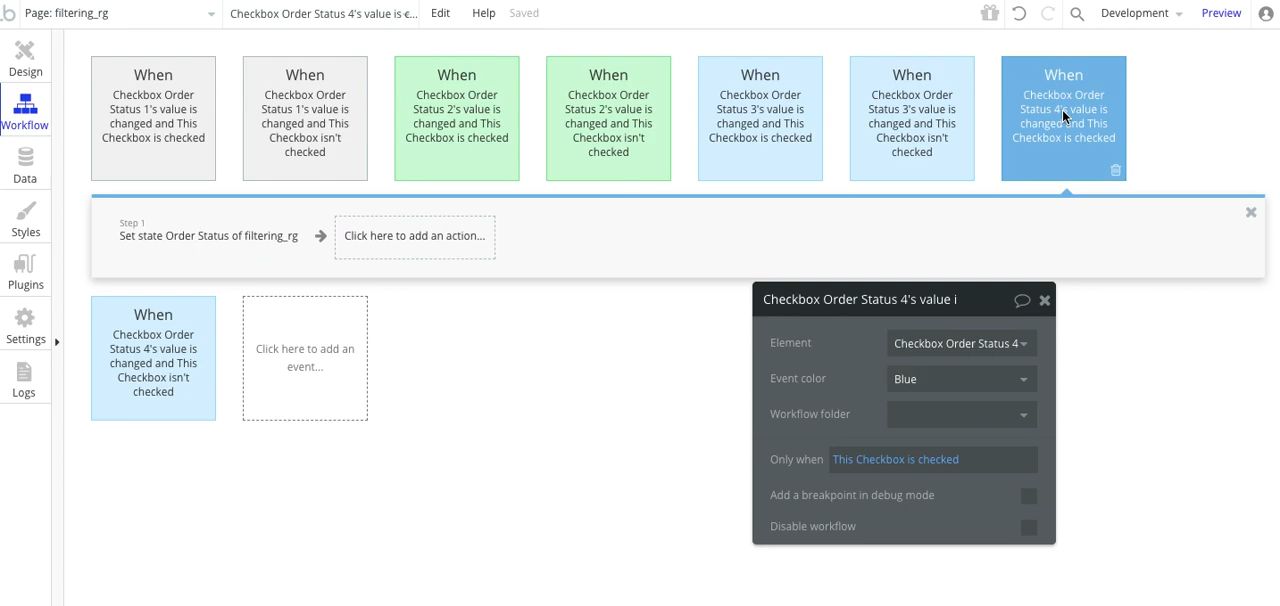 Page: filtering_rg
Checkbox Order Status 4's value is c...
Edit
Help
Saved
Development
Preview
Design
Workflow
Data
Styles
Plugins
Settings
Logs
When
Checkbox Order
Status 1's value is
changed and This
Checkbox is checked
When
Checkbox Order
Status 1's value is
changed and This
Checkbox isn't
checked
When
Checkbox Order
Status 2's value is
changed and This
Checkbox is checked
When
Checkbox Order
Status 2's value is
changed and This
Checkbox isn't
checked
When
Checkbox Order
Status 3's value is
changed and This
Checkbox is checked
When
Checkbox Order
Status 3's value is
changed and This
Checkbox isn't
checked
When
Checkbox Order
Status 4's value is
changed and This
Checkbox is checked
Step 1
Set state Order Status of filtering_rg
Click here to add an action...
When
Checkbox Order
Status 4's value is
changed and This
Checkbox isn't
checked
Click here to add an
event...
Checkbox Order Status 4's value i
Element
Checkbox Order Status 4
Event color
Blue
Workflow folder
Only when
This Checkbox is checked
Add a breakpoint in debug mode
Disable workflow